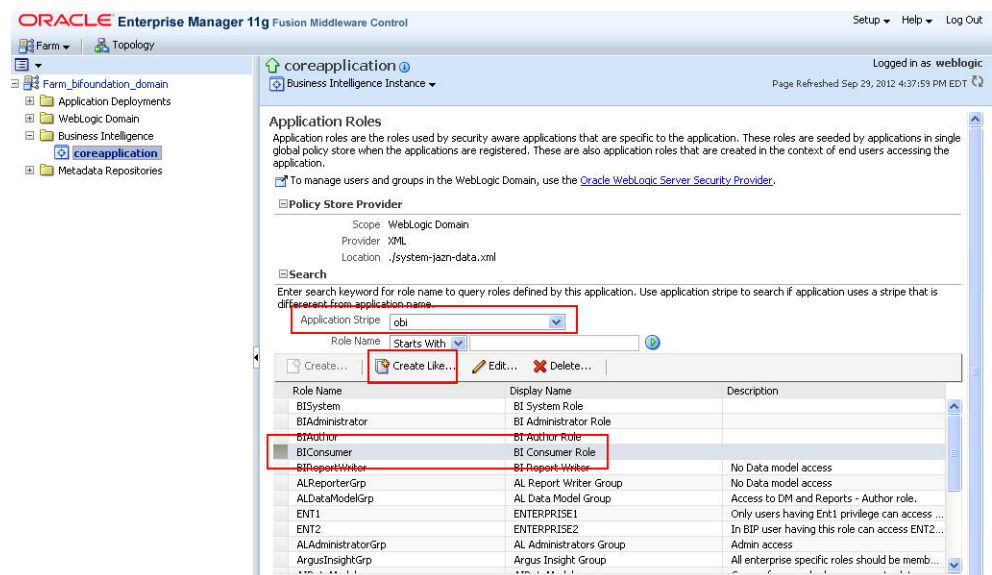 ORACLE Enterprise Manager 11g Fusion Middleware Control
Setup Help Log Out
Farm Topology
Farm_bifoundation_domain
Application Deployments
WebLogic Domain
Business Intelligence
coreapplication
Metadata Repositories
coreapplication
Logged in as weblogic
Business Intelligence Instance
Page Refreshed Sep 29, 2012 4:37:59 PM EDT
Application Roles
Application roles are the roles used by security aware applications that are specific to the application. These roles are seeded by applications in single
global policy store when the applications are registered. These are also application roles that are created in the context of end users accessing the
application.
To manage users and groups in the WebLogic Domain, use the Oracle WebLogic Server Security Provider.
Policy Store Provider
Scope WebLogic Domain
Provider XML
Location ./system-jazn-data.xml
Search
Enter search keyword for role name to query roles defined by this application. Use application stripe to search if application uses a stripe that is
differerent from application name.
Application Stripe obi
Role Name Starts With
Create... Create Like... Edit... Delete...
Role Name Display Name Description
BISystem BI System Role
BIAdministrator BI Administrator Role
BIAuthor BI Author Role
BIConsumer BI Consumer Role
BIReportWriter BI Report Writer No Data model access
ALReporterGrp AL Report Writer Group No Data model access
ALDataModelGrp AL Data Model Group Access to DM and Reports - Author role.
ENT1 ENTERPRISE1 Only users having Ent1 privilege can access ...
ENT2 ENTERPRISE2 In BIP user having this role can access ENT2...
ALAdministratorGrp AL Administrators Group Admin access
ArgusInsightGrp Argus Insight Group All enterprise specific roles should be memb...